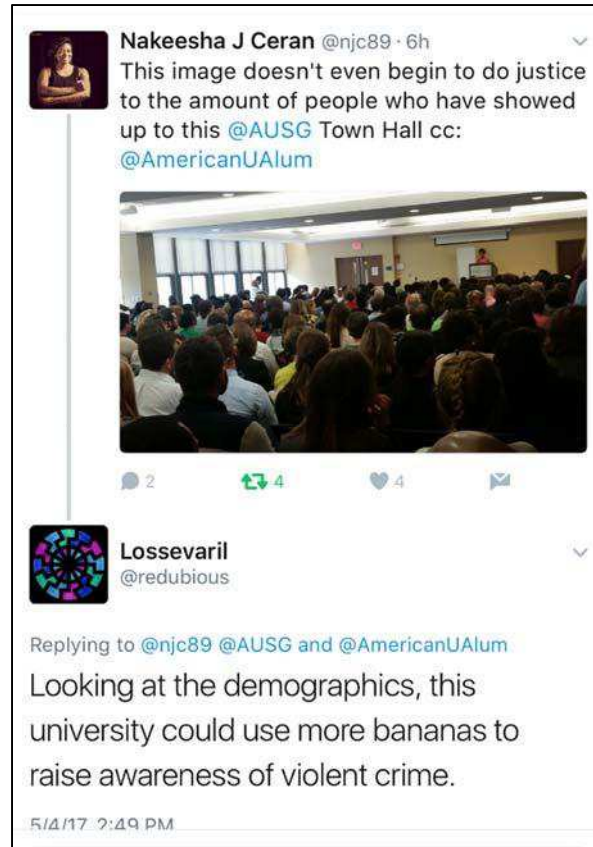 Nakeesha J Ceran @njc89 · 6h
This image doesn't even begin to do justice
to the amount of people who have showed
up to this @AUSG Town Hall cc:
@AmericanUAlum
2 4 4
Lossevaril
@redubious
Replying to @njc89 @AUSG and @AmericanUAlum
Looking at the demographics, this
university could use more bananas to
raise awareness of violent crime.
5/4/17, 2:49 PM